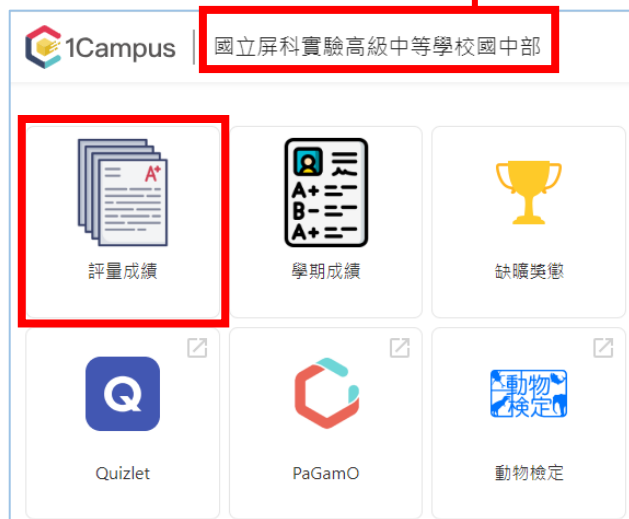 1Campus
國立屏科實驗高級中等學校國中部
A+
A+
B-
A+
評量成績
學期成績
缺曠獎懲
Q
動物
検定
Quizlet
PaGamO
動物檢定